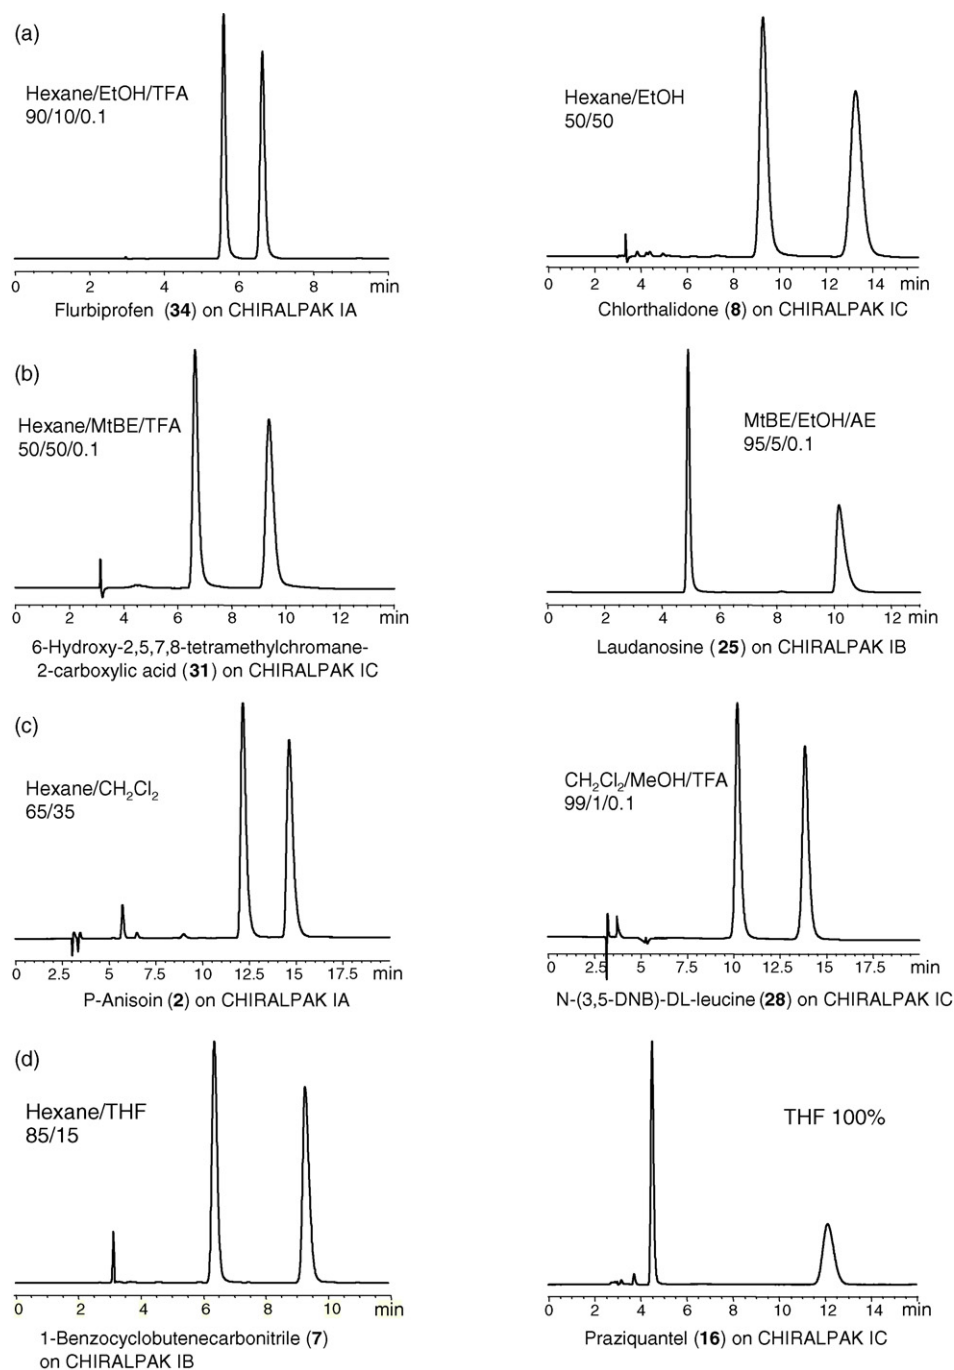 (a)
Hexane/EtOH/TFA
90/10/0.1
0 2 4 6 8 min
Flurbiprofen (34) on CHIRALPAK IA
Hexane/EtOH
50/50
0 2 4 6 8 10 12 14 min
Chlorthalidone (8) on CHIRALPAK IC
(b)
Hexane/MtBE/TFA
50/50/0.1
0 2 4 6 8 10 12 min
6-Hydroxy-2,5,7,8-tetramethylchromane-
2-carboxylic acid (31) on CHIRALPAK IC
MtBE/EtOH/AE
95/5/0.1
0 2 4 6 8 10 12 min
Laudanosine (25) on CHIRALPAK IB
(c)
Hexane/CH₂Cl₂
65/35
0 2.5 5 7.5 10 12.5 15 17.5 min
P-Anisoin (2) on CHIRALPAK IA
CH₂Cl₂/MeOH/TFA
99/1/0.1
0 2.5 5 7.5 10 12.5 15 17.5 min
N-(3,5-DNB)-DL-leucine (28) on CHIRALPAK IC
(d)
Hexane/THF
85/15
0 2 4 6 8 10 min
1-Benzocyclobutenecarbonitrile (7)
on CHIRALPAK IB
THF 100%
0 2 4 6 8 10 12 14 min
Praziquantel (16) on CHIRALPAK IC